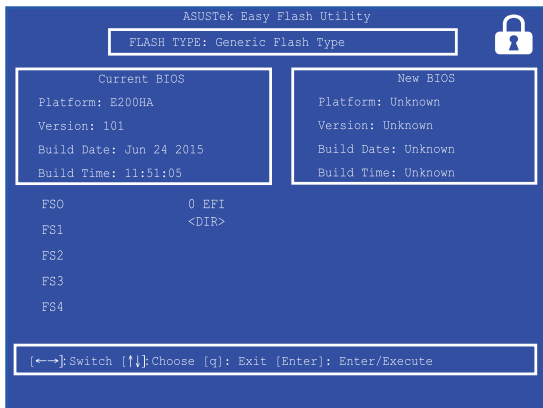 ASUSTek Easy Flash Utility
FLASH TYPE: Generic Flash Type
Current BIOS
Platform: E200HA
Version: 101
Build Date: Jun 24 2015
Build Time: 11:51:05
New BIOS
Platform: Unknown
Version: Unknown
Build Date: Unknown
Build Time: Unknown
FS0 0 EFI
FS1 <DIR>
FS2
FS3
FS4
[←→]:Switch [↑↓]:Choose [q]: Exit [Enter]: Enter/Execute